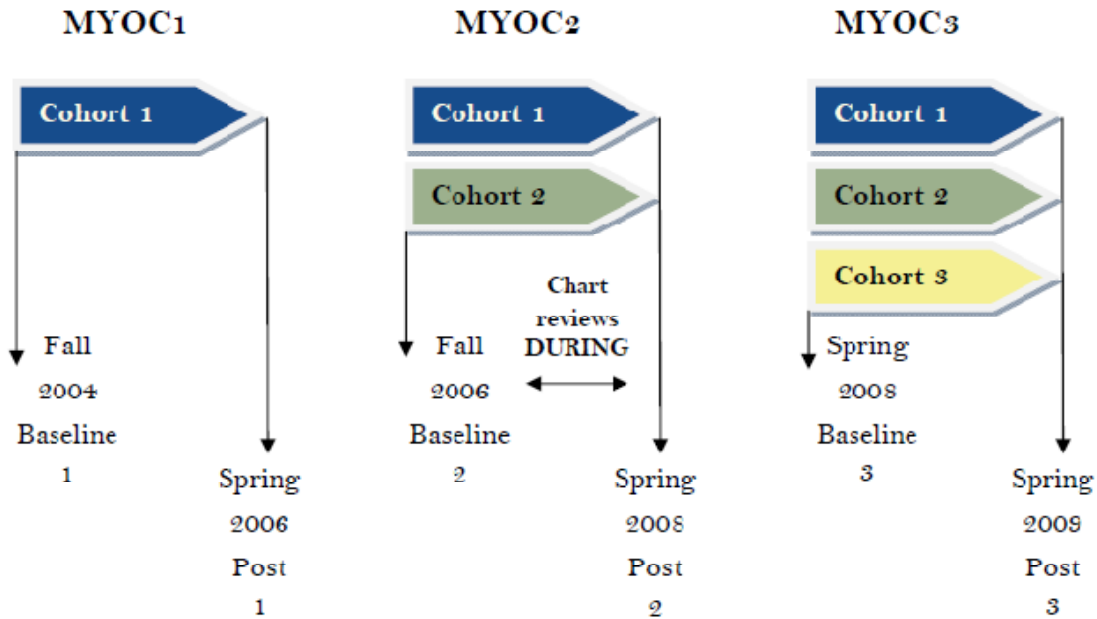 MYOC1
Cohort 1
Fall
2004
Baseline
1
Spring
2006
Post
1
MYOC2
Cohort 1
Cohort 2
Chart
reviews
DURING
Fall
2006
Baseline
2
Spring
2008
Post
2
MYOC3
Cohort 1
Cohort 2
Cohort 3
Spring
2008
Baseline
3
Spring
2009
Post
3